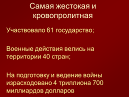 Самая жестокая и
кровопролитная
Участвовало 61 государство;
Военные действия велись на
территории 40 стран;
На подготовку и ведение войны
израсходовано 4 триллиона 700
миллиардов долларов